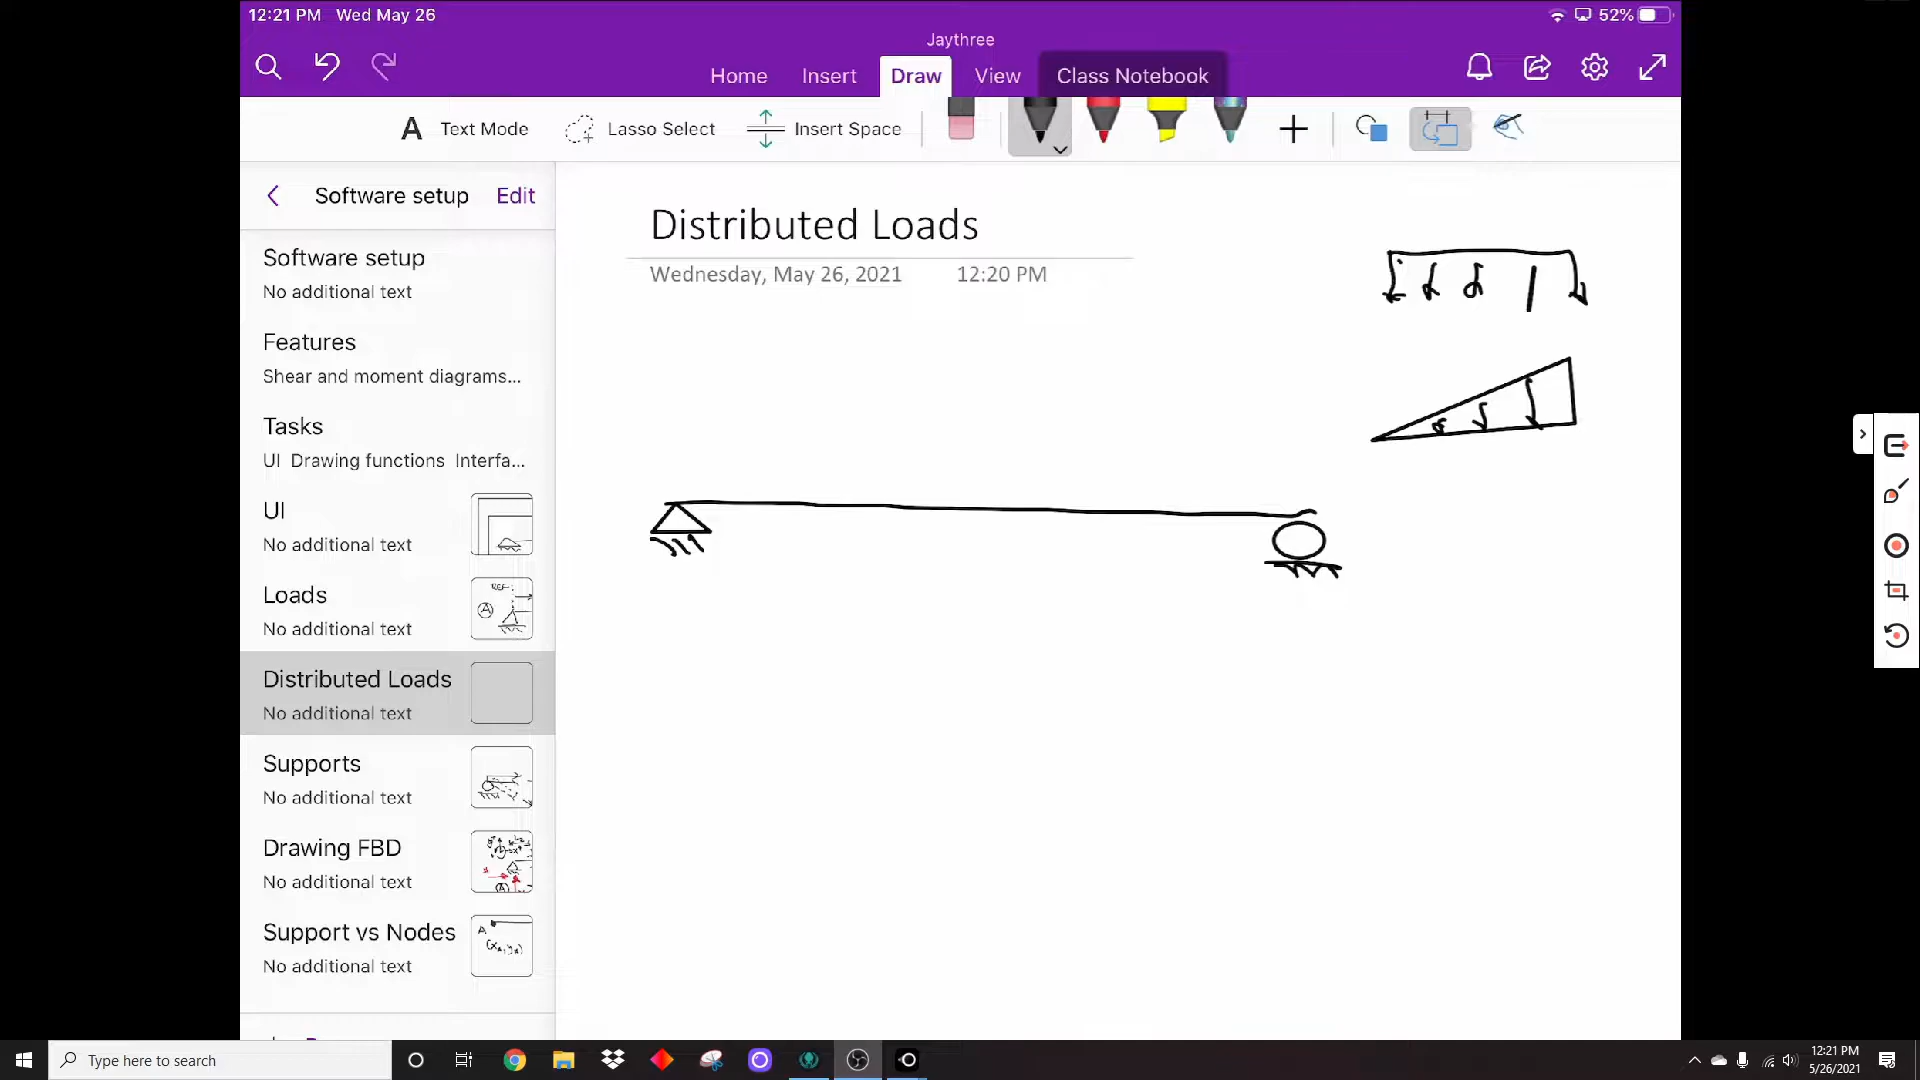 12:21 PM Wed May 26
52%
Jaythree
Home Insert Draw View Class Notebook
A Text Mode Lasso Select Insert Space
Software setup Edit
Software setup
No additional text
Features
Shear and moment diagrams...
Tasks
UI Drawing functions Interfa...
UI
No additional text
Loads
No additional text
REF
A
Distributed Loads
No additional text
Supports
No additional text
Drawing FBD
No additional text
Support vs Nodes
No additional text
A
Distributed Loads
Wednesday, May 26, 2021 12:20 PM
Type here to search
12:21 PM
5/26/2021